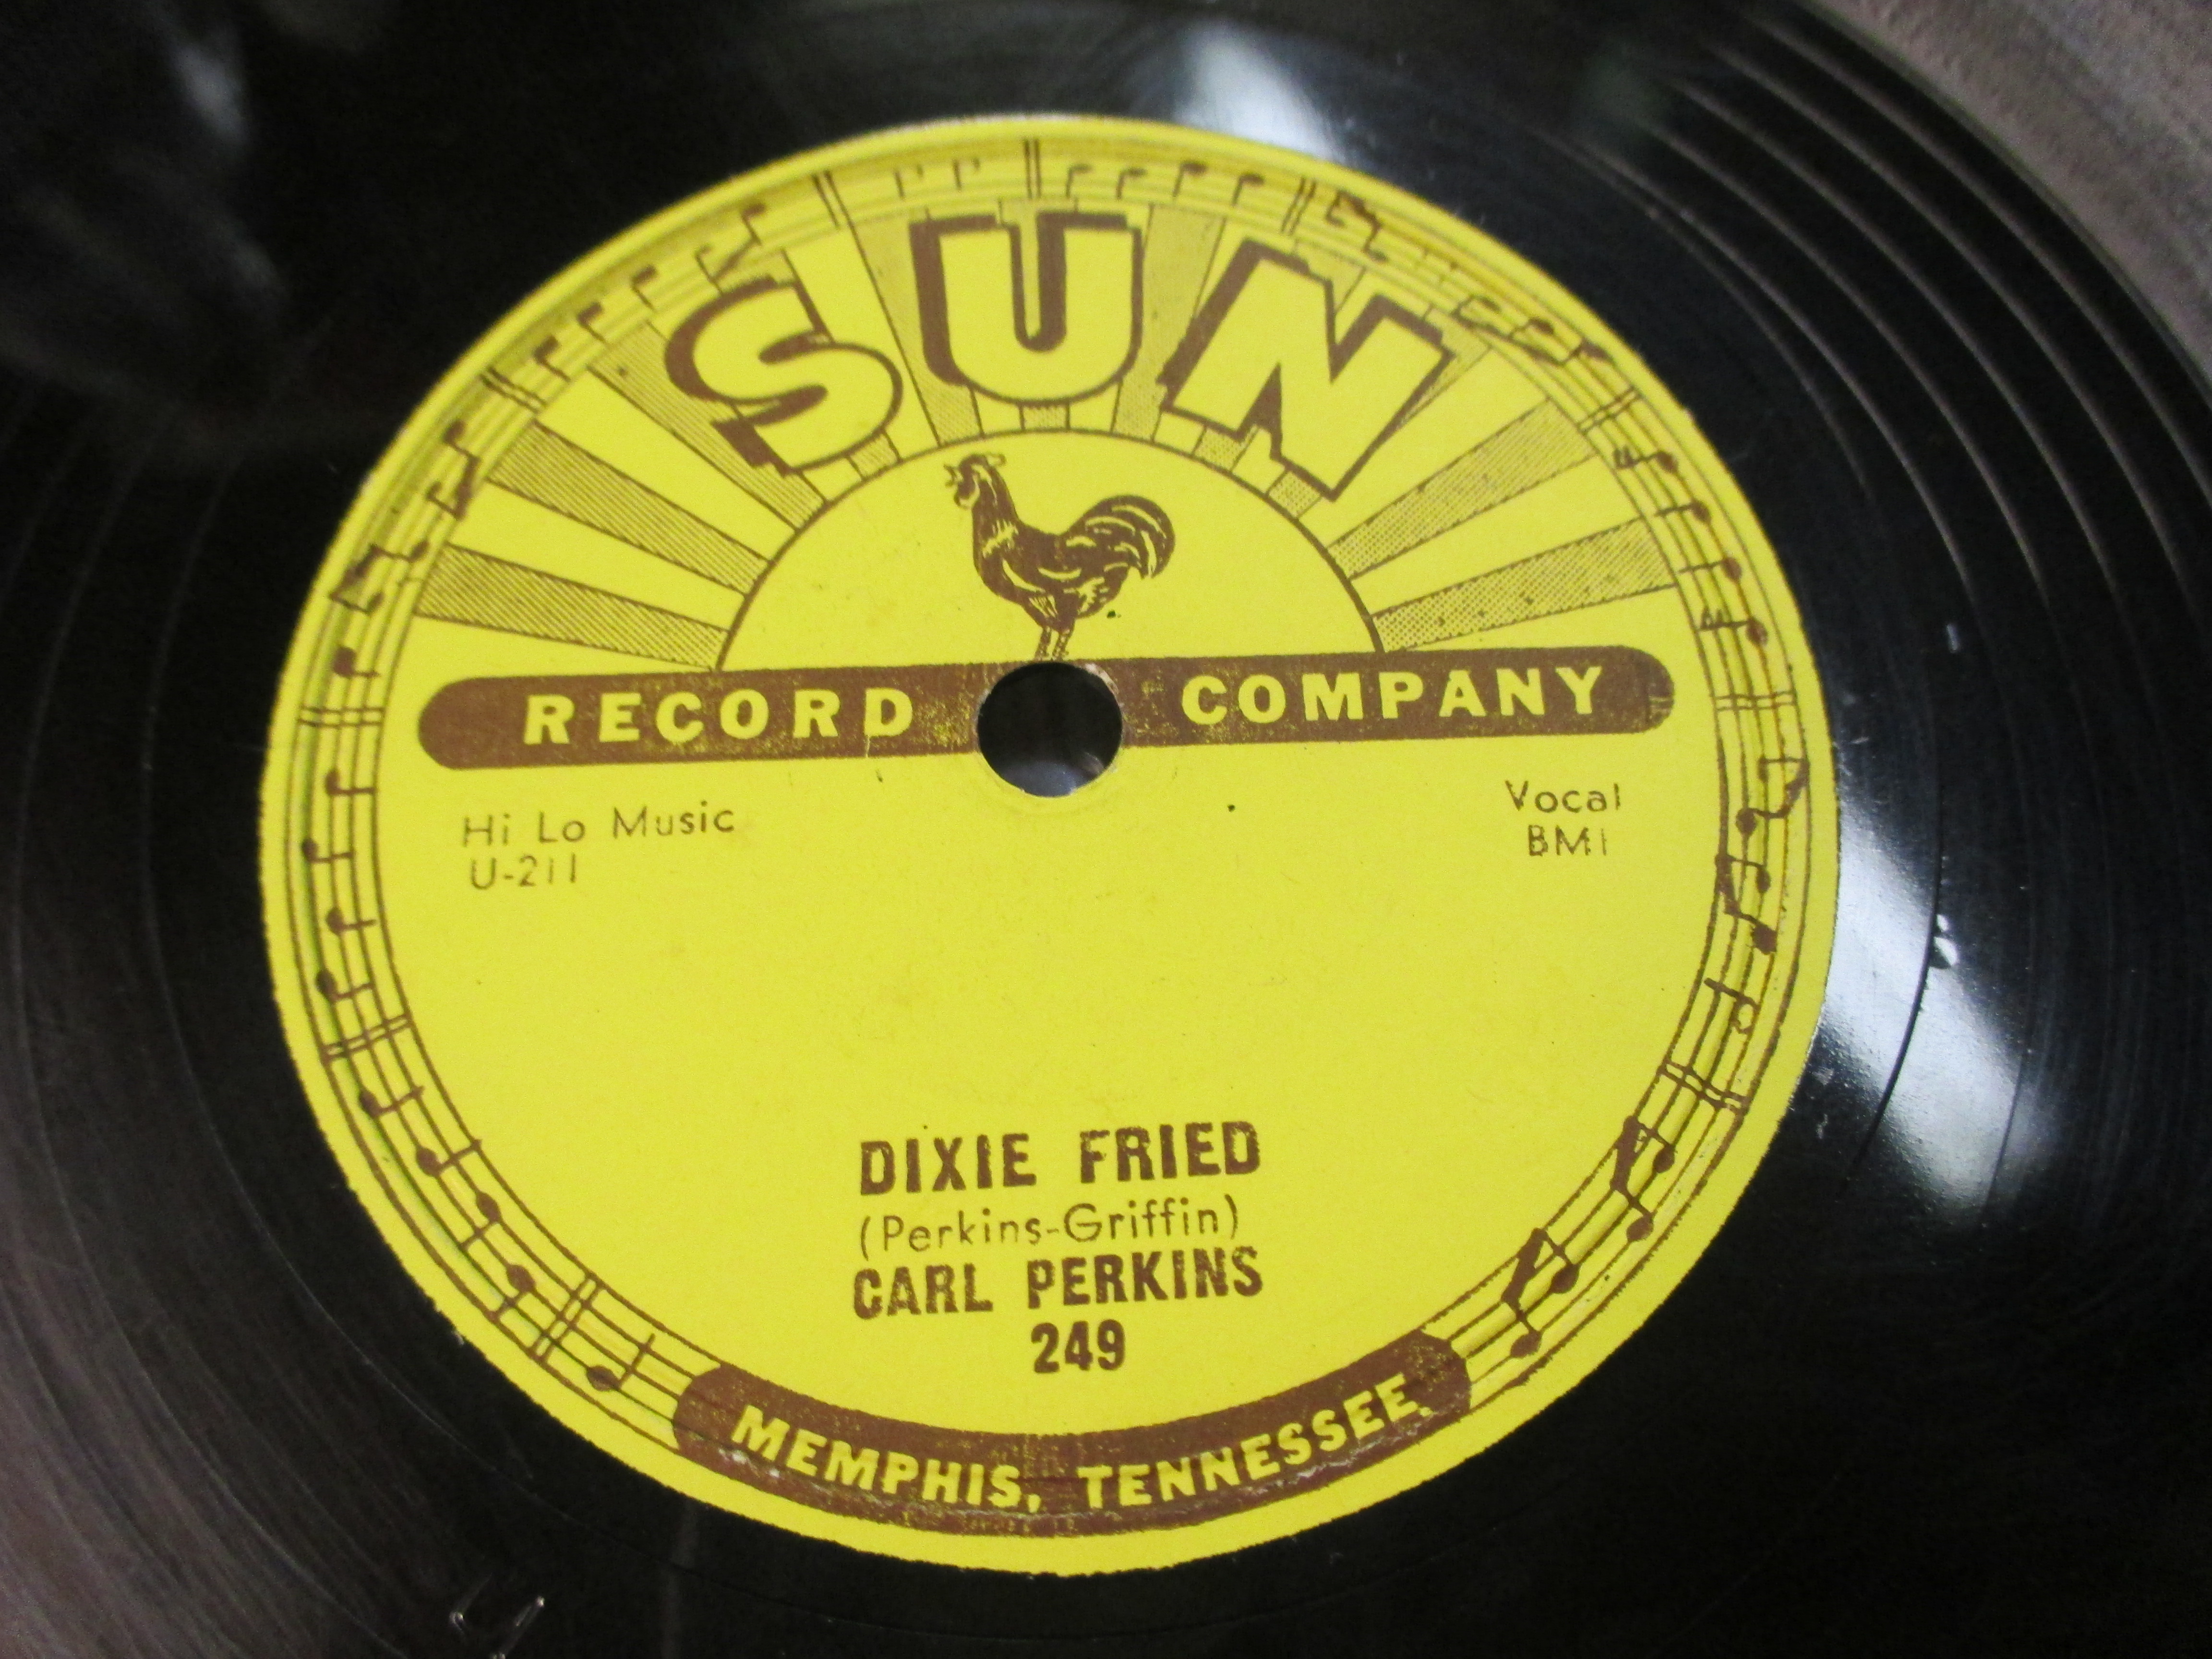 SUN
RECORD COMPANY
Hi Lo Music
U-211
Vocal
BMI
DIXIE FRIED
(Perkins-Griffin)
CARL PERKINS
249
MEMPHIS, TENNESSEE.